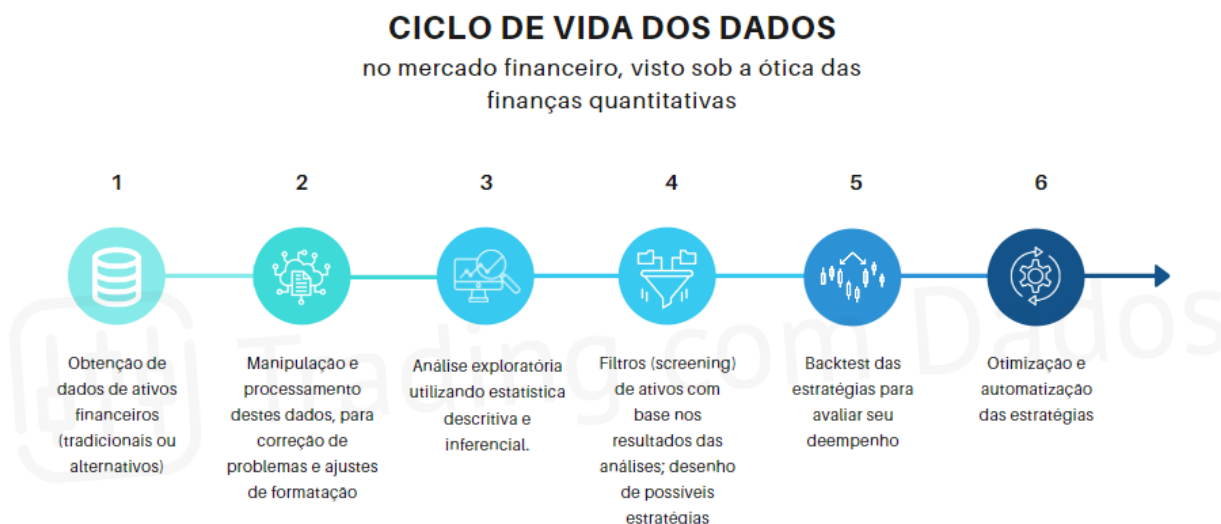 CICLO DE VIDA DOS DADOS
no mercado financeiro, visto sob a ótica das
finanças quantitativas
1
2
3
4
5
6
Obtenção de
dados de ativos
financeiros
(tradicionais ou
alternativos)
Manipulação e
processamento
destes dados, para
correção de
problemas e ajustes
de formatação
Análise exploratória
utilizando estatística
descritiva e
inferencial.
Filtros (screening)
de ativos com
base nos
resultados das
análises; desenho
de possíveis
estratégias
Backtest das
estratégias para
avaliar seu
deempenho
Otimização e
automatização
das estratégias
Trading com Dados